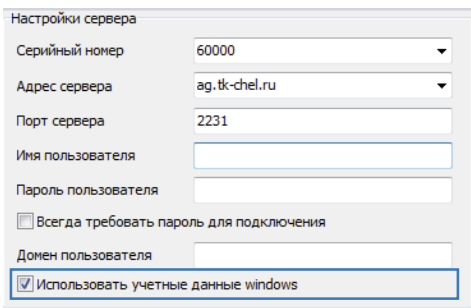 Настройки сервера
Серийный номер 60000
Адрес сервера ag.tk-chel.ru
Порт сервера 2231
Имя пользователя
Пароль пользователя
Всегда требовать пароль для подключения
Домен пользователя
Использовать учетные данные windows